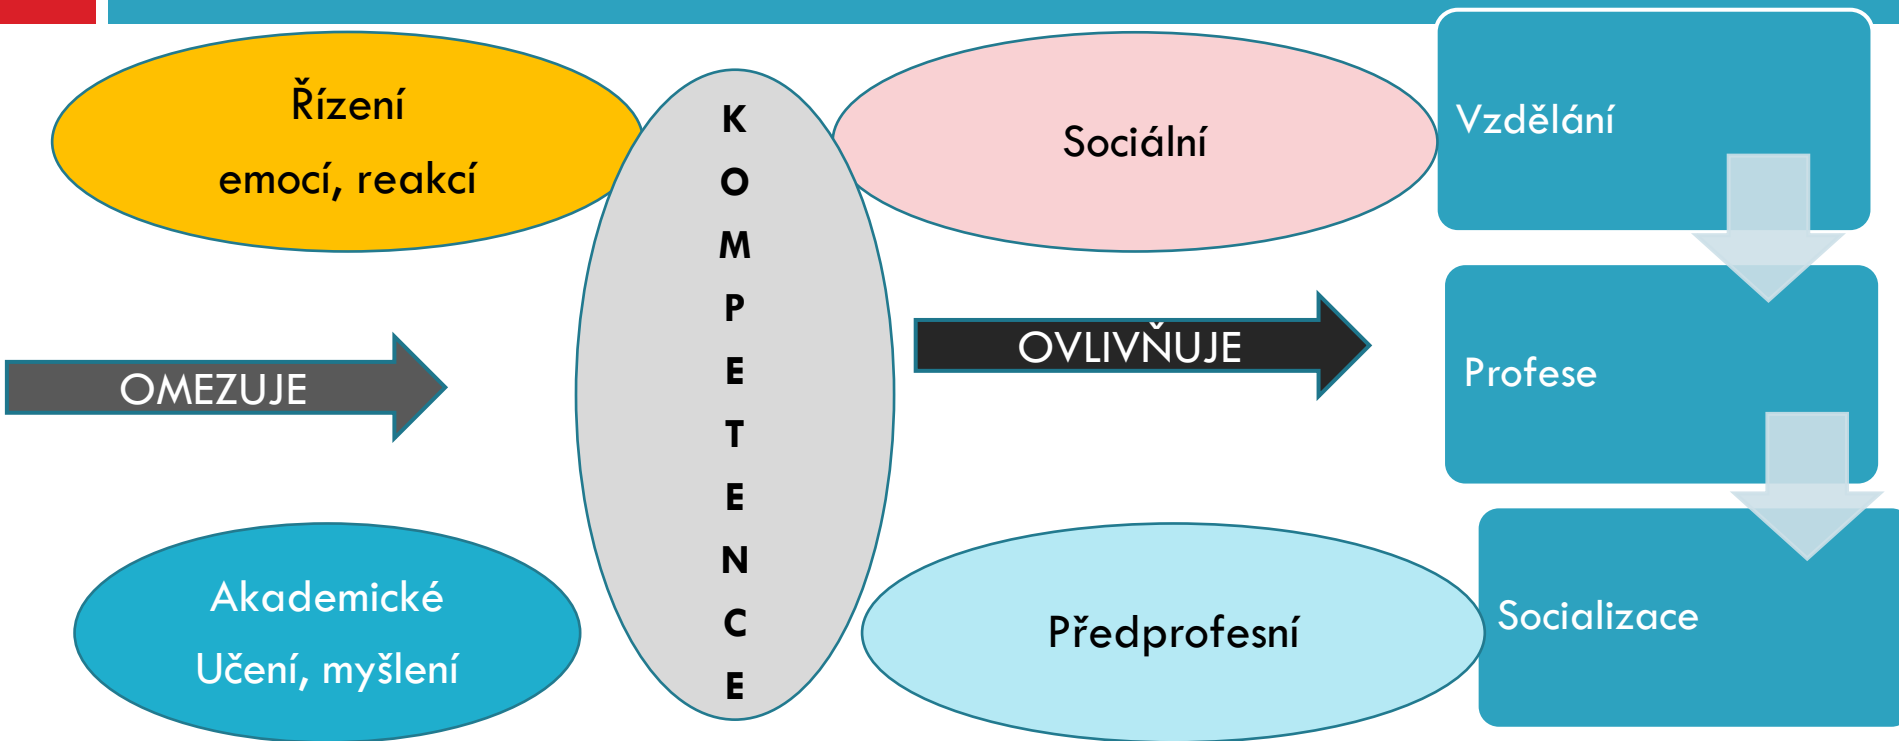 Řízení
emocí, reakcí
K
O
M
P
E
T
E
N
C
E
Sociální
Vzdělání
OMEZUJE
OVLIVŇUJE
Profese
Akademické
Učení, myšlení
Předprofesní
Socializace